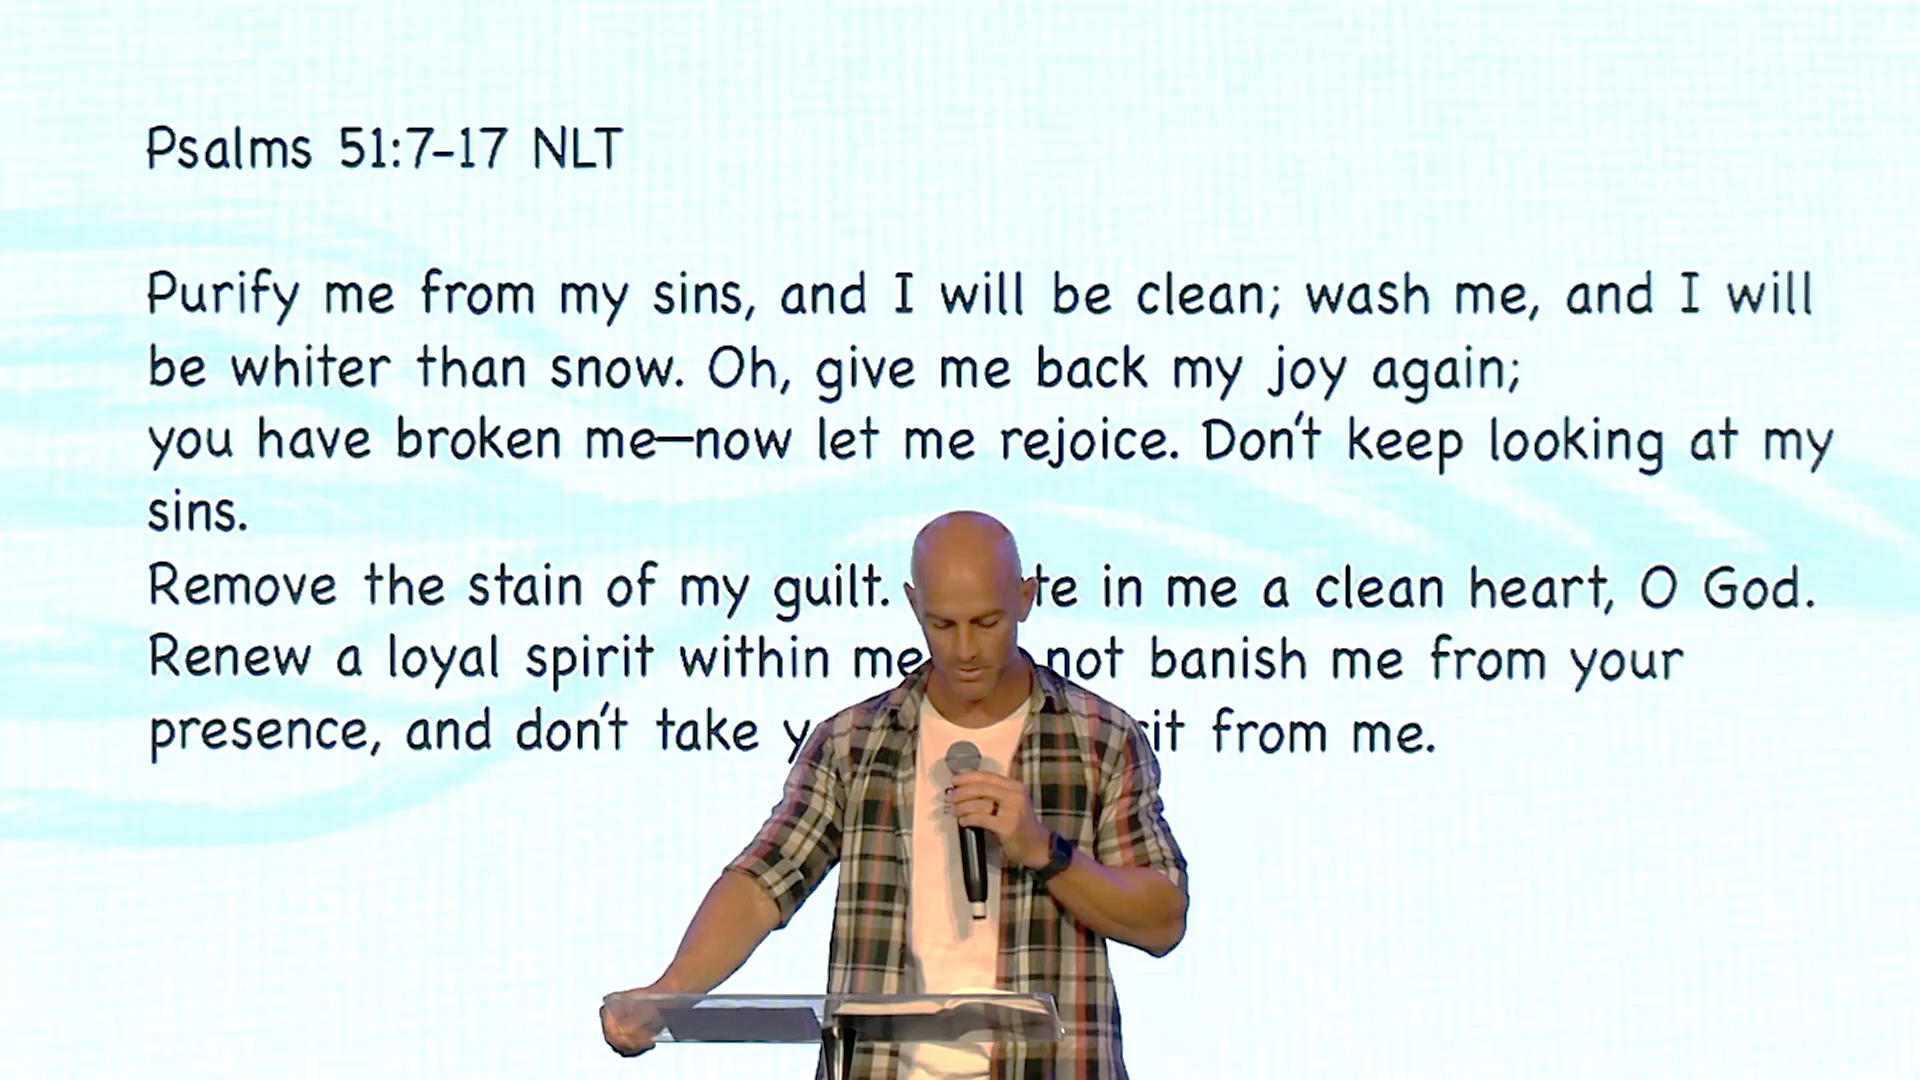 Psalms 51:7-17 NLT
Purify me from my sins, and I will be clean; wash me, and I will
be whiter than snow. Oh, give me back my joy again;
you have broken me—now let me rejoice. Don't keep looking at my
sins.
Remove the stain of my guilt. in me a clean heart, O God.
Renew a loyal spirit within me not banish me from your
presence, and don't take from me.